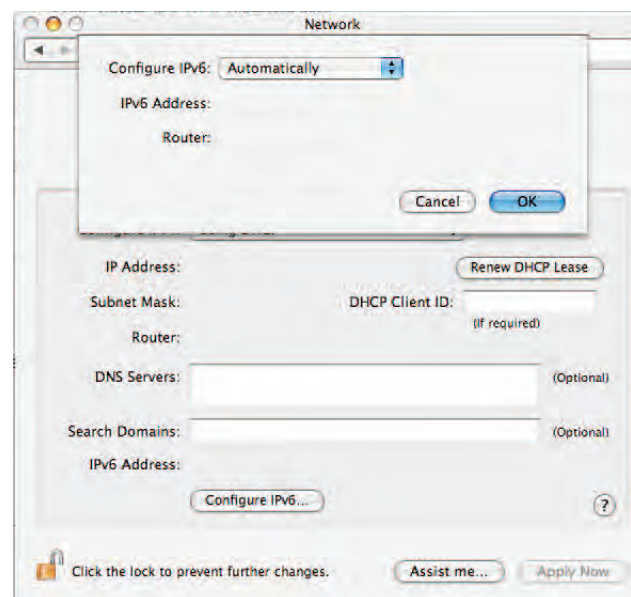 Network
Configure IPv6: Automatically
IPv6 Address:
Router:
Cancel OK
IP Address: Renew DHCP Lease
Subnet Mask: DHCP Client ID:
(If required)
Router:
DNS Servers: (Optional)
Search Domains: (Optional)
IPv6 Address:
Configure IPv6...
?
Click the lock to prevent further changes. Assist me... Apply Now